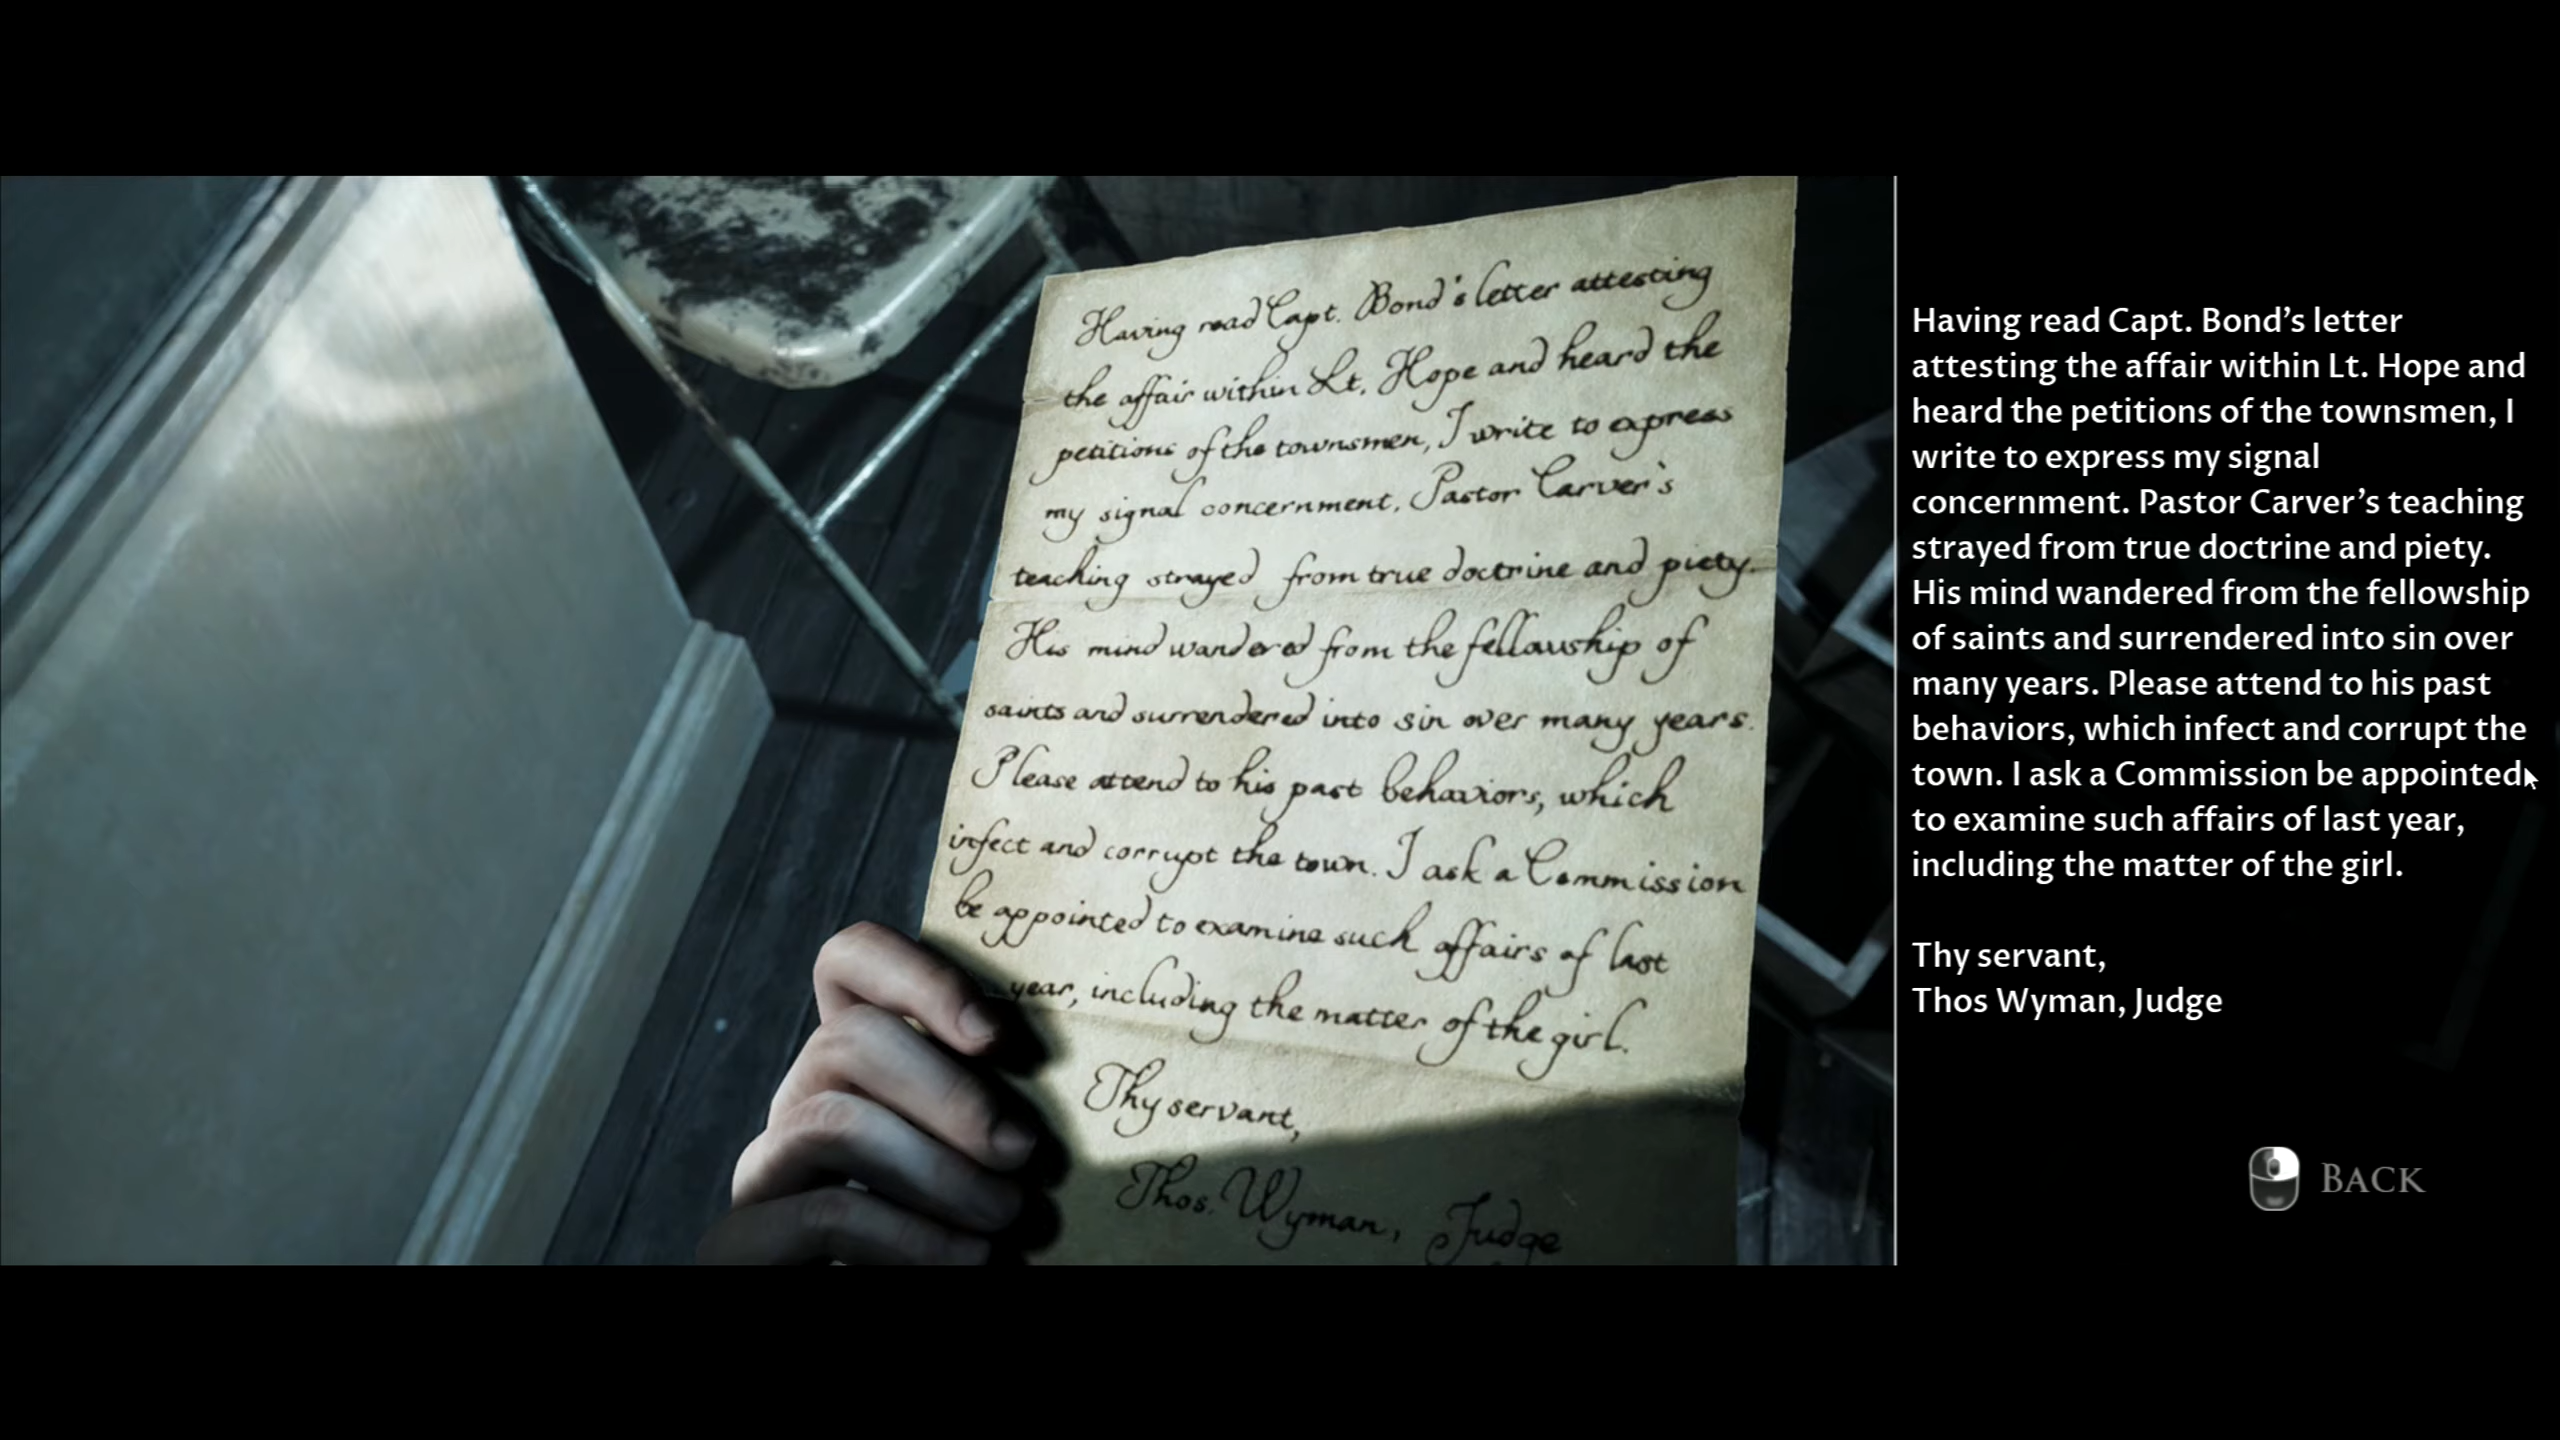 Having read Capt. Bond's letter attesting
the affair within Lt. Hope and heard the
petitions of the townsmen, I write to express
my signal concernment. Pastor Carver's
teaching strayed from true doctrine and piety.
His mind wandered from the fellowship of
saints and surrendered into sin over many years.
Please attend to his past behaviors, which
infect and corrupt the town. I ask a Commission
be appointed to examine such affairs of last
year, including the matter of the girl.
Thy servant,
Thos. Wyman, Judge
Having read Capt. Bond’s letter
attesting the affair within Lt. Hope and
heard the petitions of the townsmen, I
write to express my signal
concernment. Pastor Carver’s teaching
strayed from true doctrine and piety.
His mind wandered from the fellowship
of saints and surrendered into sin over
many years. Please attend to his past
behaviors, which infect and corrupt the
town. I ask a Commission be appointed
to examine such affairs of last year,
including the matter of the girl.
Thy servant,
Thos Wyman, Judge
BACK